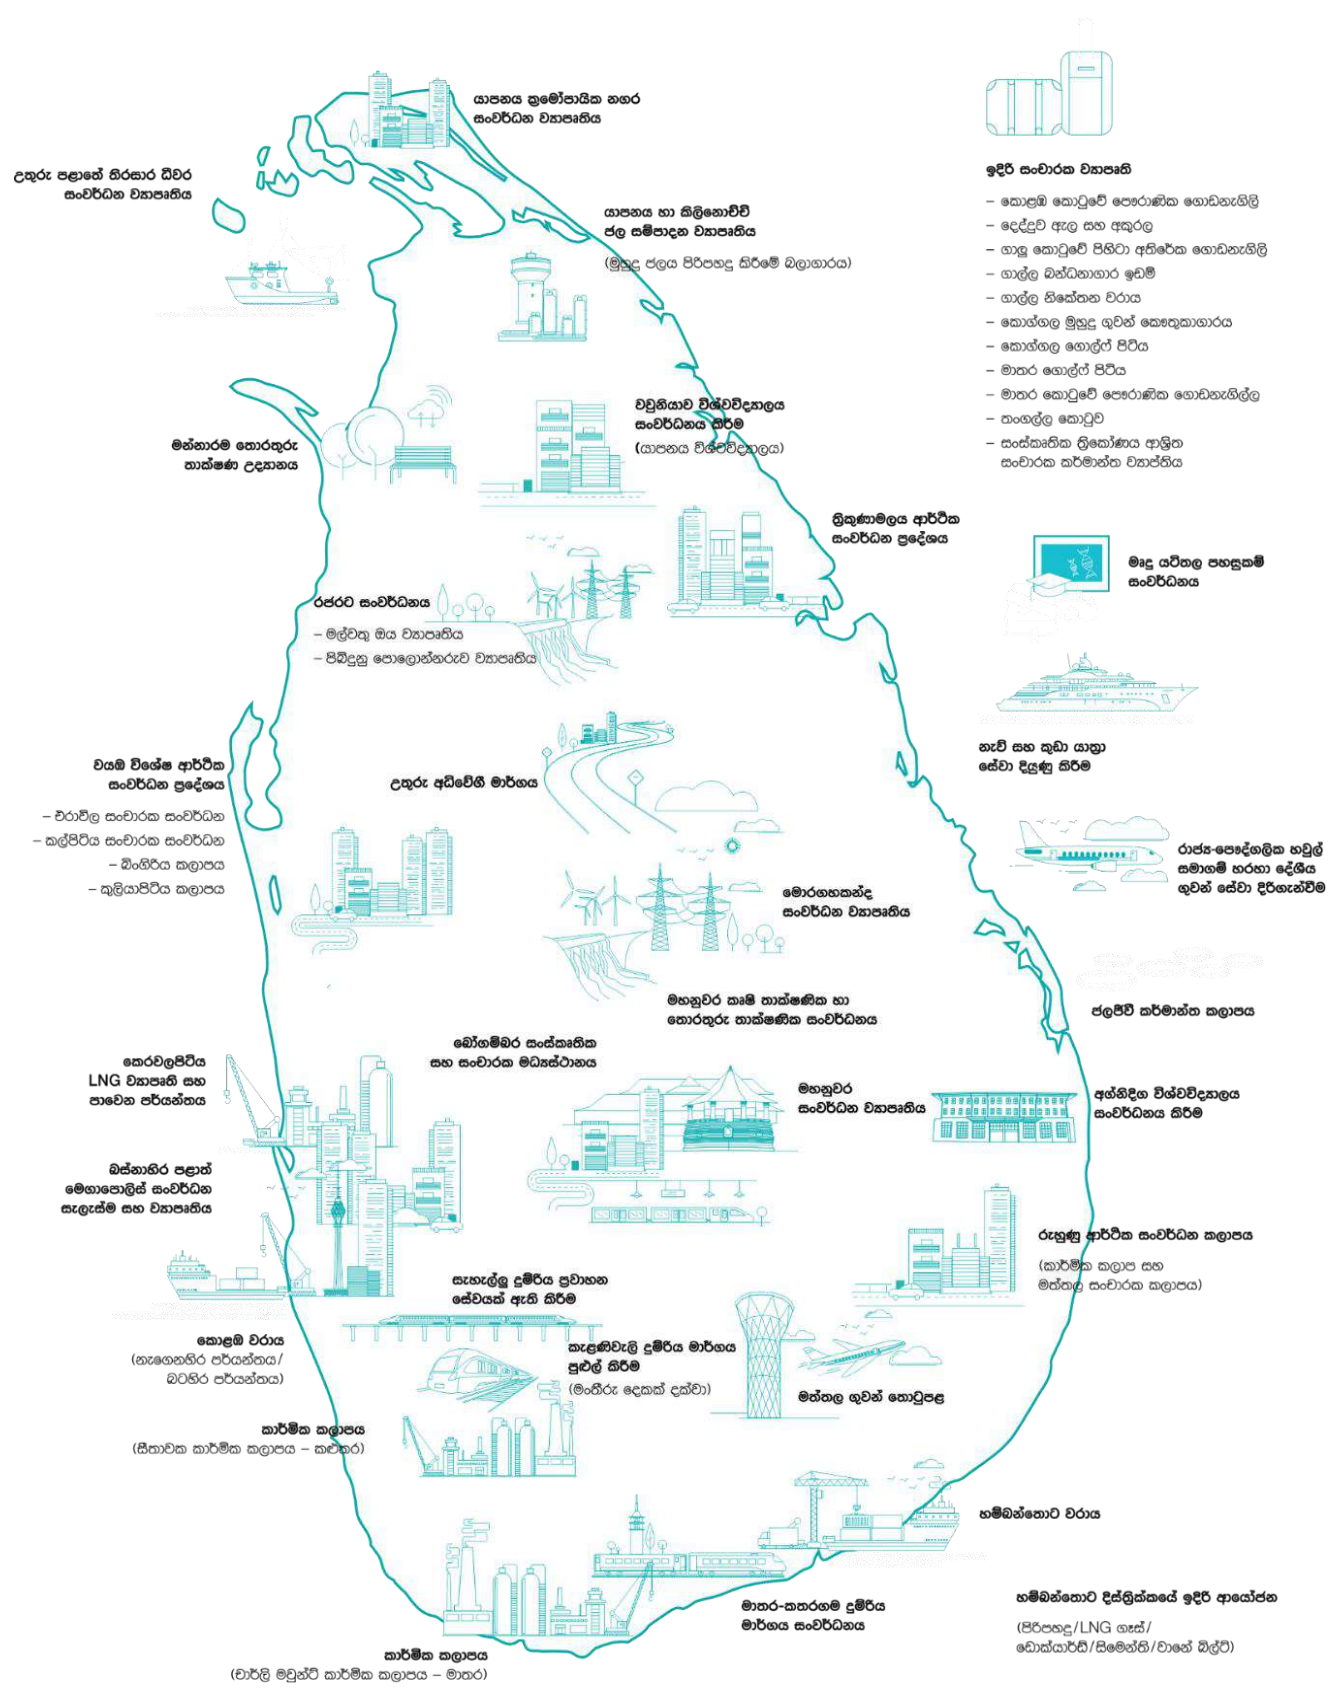 යාපනය ක්‍රමෝපායික නගර
සංවර්ධන ව්‍යාපෘතිය
උතුරු පළාතේ තිරසාර ධීවර
සංවර්ධන ව්‍යාපෘතිය
යාපනය හා කිලිනොච්චි
ජල සම්පාදන ව්‍යාපෘතිය
(මුහුදු ජලය පිරිපහදු කිරීමේ බලාගාරය)
ඉදිරි සංචාරක ව්‍යාපෘති
– කොළඹ කොටුවේ පෞරාණික ගොඩනැගිලි
– දෙද්දුව ඇල සහ අකුරල
– ගාලු කොටුවේ පිහිටා අතිරේක ගොඩනැගිලි
– ගාල්ල බන්ධනාගාර ඉඩම්
– ගාල්ල නිකේතන වරාය
– කොග්ගල මුහුදු ගුවන් කෞතුකාගාරය
– කොග්ගල ගොල්ෆ් පිටිය
– මාතර ගොල්ෆ් පිටිය
– මාතර කොටුවේ පෞරාණික ගොඩනැගිල්ල
– තංගල්ල කොටුව
– සංස්කෘතික ත්‍රිකෝණය ආශ්‍රිත
සංචාරක කර්මාන්ත ව්‍යාප්තිය
මන්නාරම තොරතුරු
තාක්ෂණ උද්‍යානය
වවුනියාව විශ්වවිද්‍යාලය
සංවර්ධනය කිරීම
(යාපනය විශ්වවිද්‍යාලය)
ත්‍රිකුණාමලය ආර්ථික
සංවර්ධන ප්‍රදේශය
මෘදු යටිතල පහසුකම්
සංවර්ධනය
රජරට සංවර්ධනය
– මල්වතු ඔය ව්‍යාපෘතිය
– පිබිදුනු පොලොන්නරුව ව්‍යාපෘතිය
නැව් සහ කුඩා යාත්‍රා
සේවා දියුණු කිරීම
වයඹ විශේෂ ආර්ථික
සංවර්ධන ප්‍රදේශය
– එරාවිල සංචාරක සංවර්ධන
– කල්පිටිය සංචාරක සංවර්ධන
– බිංගිරිය කලාපය
– කුලියාපිටිය කලාපය
උතුරු අධිවේගී මාර්ගය
රාජ්‍ය-පෞද්ගලික හවුල්
සමාගම් හරහා දේශීය
ගුවන් සේවා දිරිගැන්වීම
මොරගහකන්ද
සංවර්ධන ව්‍යාපෘතිය
මහනුවර කෘෂි තාක්ෂණික හා
තොරතුරු තාක්ෂණික සංවර්ධනය
ජලජීවී කර්මාන්ත කලාපය
බෝගම්බර සංස්කෘතික
සහ සංචාරක මධ්‍යස්ථානය
කෙරවලපිටිය
LNG ව්‍යාපෘති සහ
පාවෙන පර්යන්තය
මහනුවර
සංවර්ධන ව්‍යාපෘතිය
අග්නිදිග විශ්වවිද්‍යාලය
සංවර්ධනය කිරීම
බස්නාහිර පළාත්
මෙගාපොලිස් සංවර්ධන
සැලැස්ම සහ ව්‍යාපෘතිය
රුහුණු ආර්ථික සංවර්ධන කලාපය
(කාර්මික කලාප සහ
මත්තල සංචාරක කලාපය)
සැහැල්ලු දුම්රිය ප්‍රවාහන
සේවයක් ඇති කිරීම
කොළඹ වරාය
(නැගෙනහිර පර්යන්තය/
බටහිර පර්යන්තය)
කැළණිවැලි දුම්රිය මාර්ගය
පුළුල් කිරීම
(මංතීරු දෙකක් දක්වා)
මත්තල ගුවන් තොටුපළ
කාර්මික කලාපය
(සීතාවක කාර්මික කලාපය – කළුතර)
හම්බන්තොට වරාය
මාතර-කතරගම දුම්රිය
මාර්ගය සංවර්ධනය
හම්බන්තොට දිස්ත්‍රික්කයේ ඉදිරි ආයෝජන
(පිරිපහදු/LNG ගෑස්/
ඩොක්යාර්ඩ්/සිමෙන්ති/වානේ බිල්ට්)
කාර්මික කලාපය
(චාර්ලි මවුන්ට් කාර්මික කලාපය – මාතර)